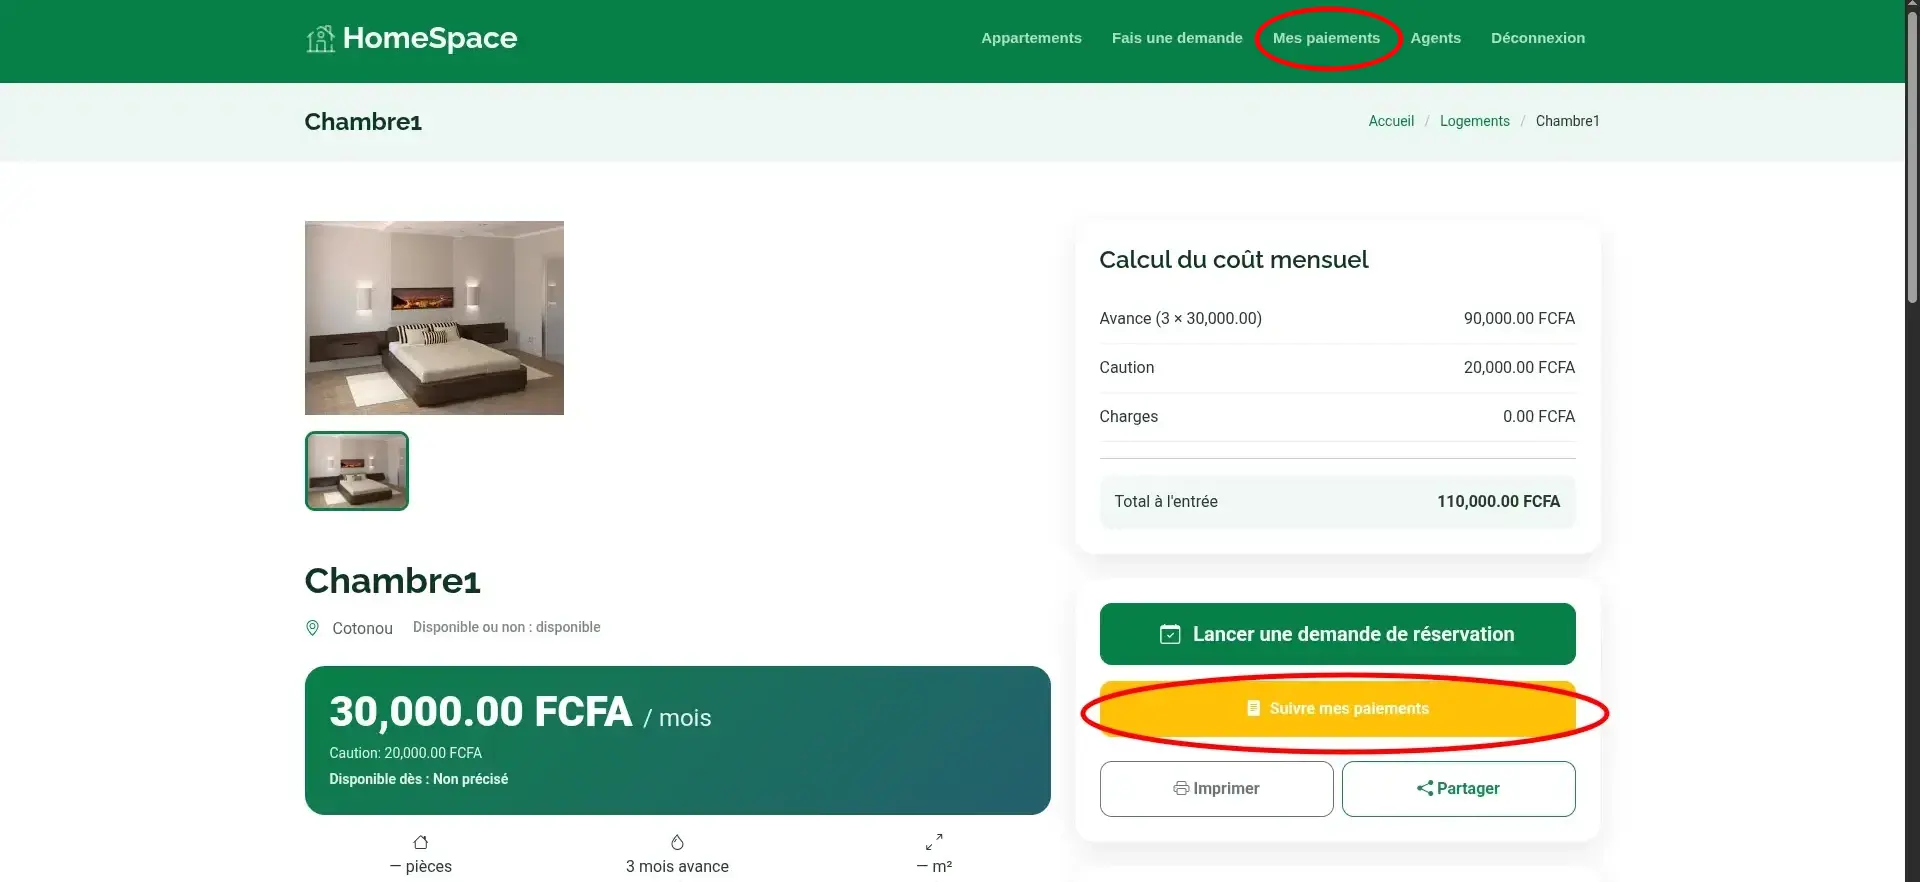 HomeSpace
Appartements Fais une demande Mes paiements Agents Déconnexion
Chambre1
Accueil / Logements / Chambre1
Calcul du coût mensuel
Avance (3 × 30,000.00) 90,000.00 FCFA
Caution 20,000.00 FCFA
Charges 0.00 FCFA
Total à l'entrée 110,000.00 FCFA
Chambre1
Cotonou Disponible ou non : disponible
30,000.00 FCFA / mois
Caution: 20,000.00 FCFA
Disponible dès : Non précisé
— pièces
3 mois avance
— m²
Lancer une demande de réservation
Suivre mes paiements
Imprimer
Partager